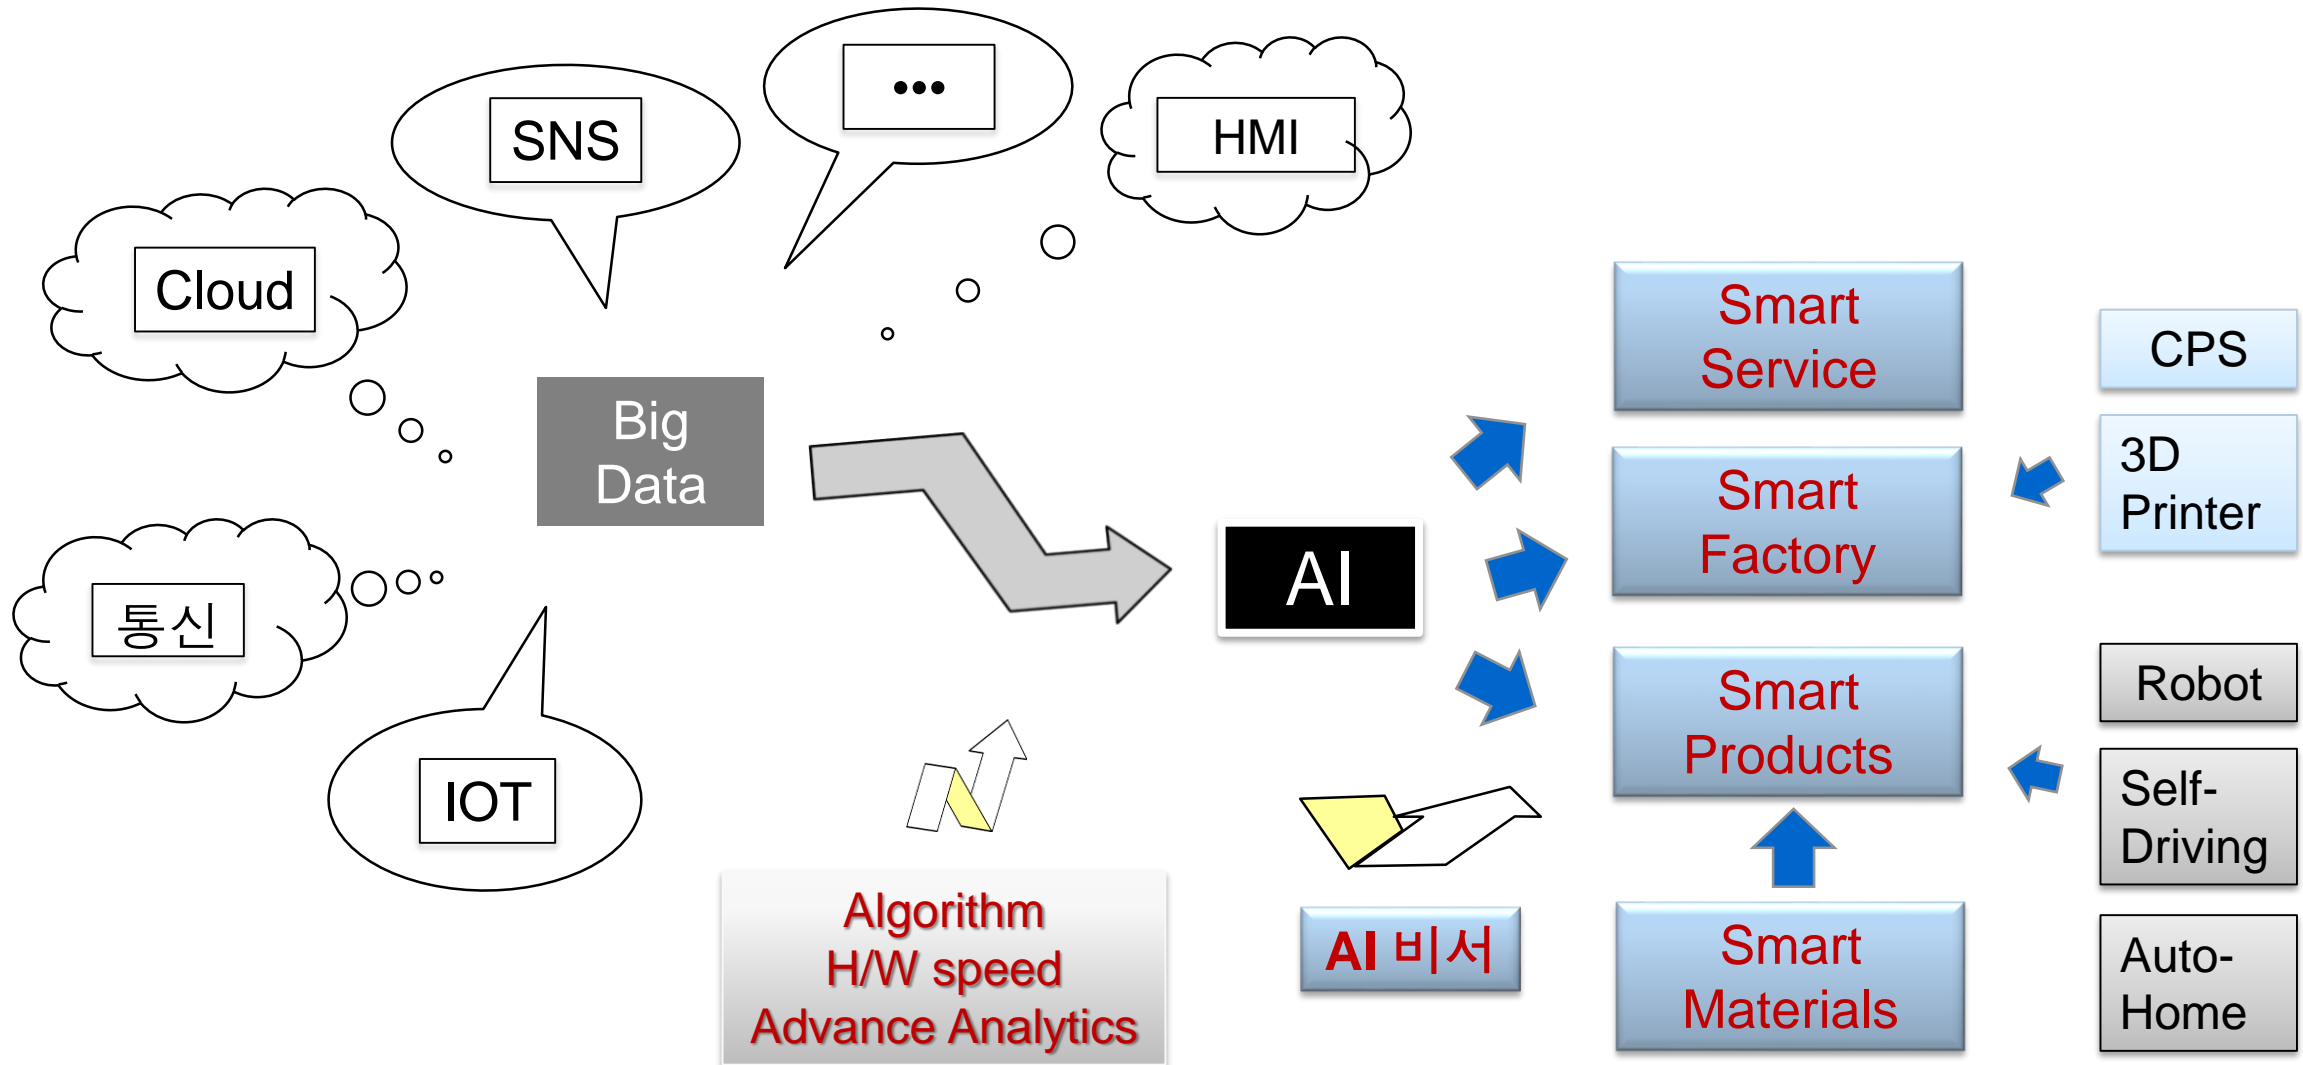 SNS
•••
HMI
Cloud
Big
Data
통신
IOT
AI
Algorithm
H/W speed
Advance Analytics
AI 비서
Smart
Service
Smart
Factory
Smart
Products
Smart
Materials
CPS
3D
Printer
Robot
Self-
Driving
Auto-
Home